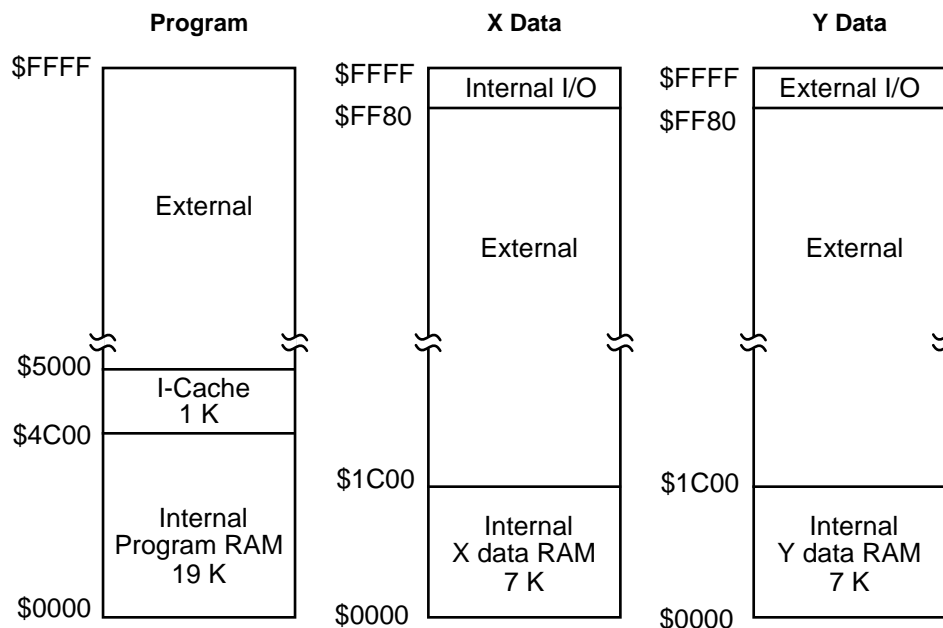 Program
$FFFF
External
$5000
I-Cache
1 K
$4C00
Internal
Program RAM
19 K
$0000
X Data
$FFFF
Internal I/O
$FF80
External
$1C00
Internal
X data RAM
7 K
$0000
Y Data
$FFFF
External I/O
$FF80
External
$1C00
Internal
Y data RAM
7 K
$0000